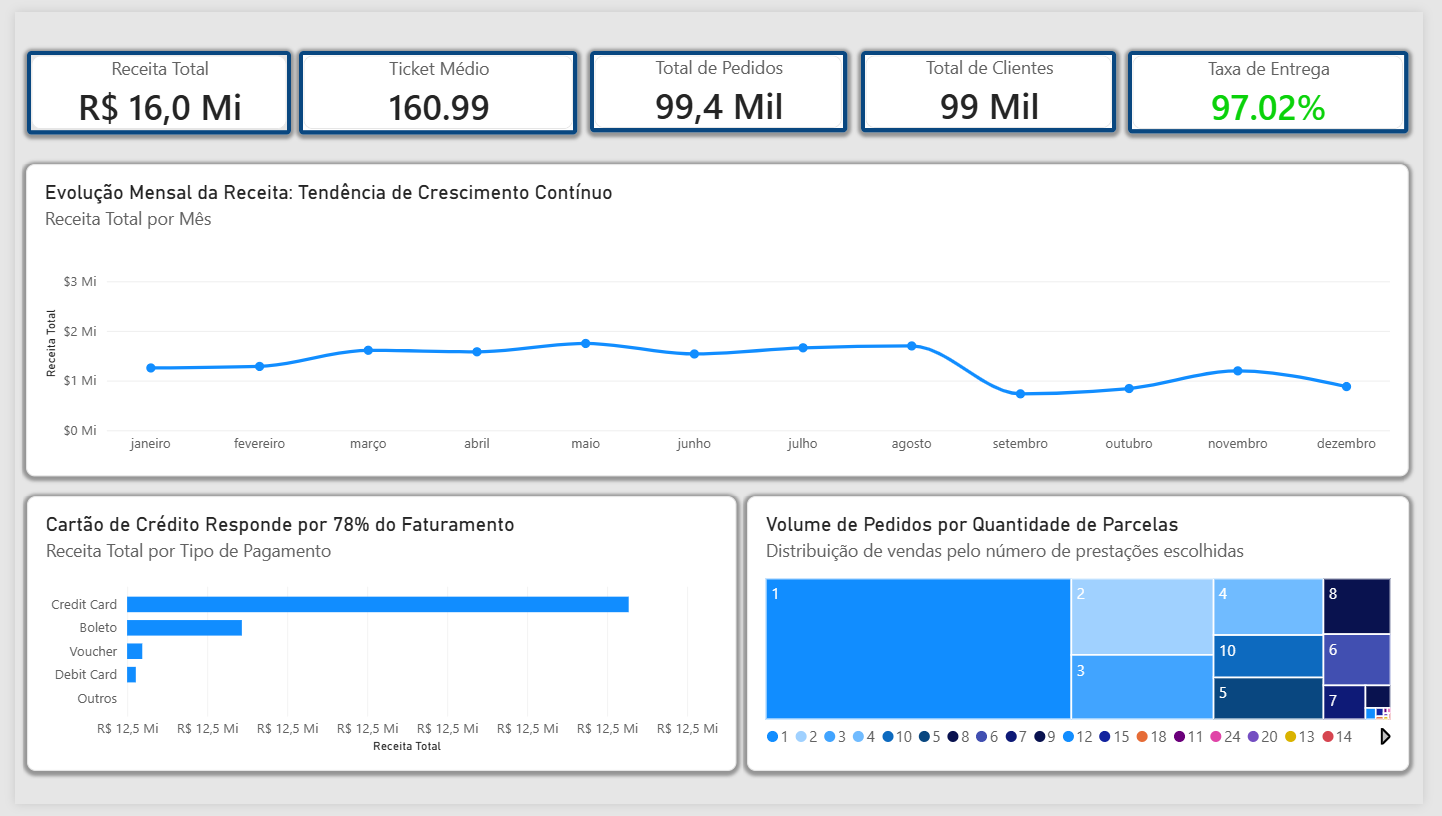 Receita Total
R$ 16,0 Mi
Ticket Médio
160.99
Total de Pedidos
99,4 Mil
Total de Clientes
99 Mil
Taxa de Entrega
97.02%
Evolução Mensal da Receita: Tendência de Crescimento Contínuo
Receita Total por Mês
Receita Total
$3 Mi
$2 Mi
$1 Mi
$0 Mi
janeiro fevereiro março abril maio junho julho agosto setembro outubro novembro dezembro
Cartão de Crédito Responde por 78% do Faturamento
Receita Total por Tipo de Pagamento
Credit Card
Boleto
Voucher
Debit Card
Outros
R$ 12,5 Mi R$ 12,5 Mi R$ 12,5 Mi R$ 12,5 Mi R$ 12,5 Mi R$ 12,5 Mi R$ 12,5 Mi R$ 12,5 Mi
Receita Total
Volume de Pedidos por Quantidade de Parcelas
Distribuição de vendas pelo número de prestações escolhidas
1
2
3
4
10
5
8
6
7
1 2 3 4 10 5 8 6 7 9 12 15 18 11 24 20 13 14